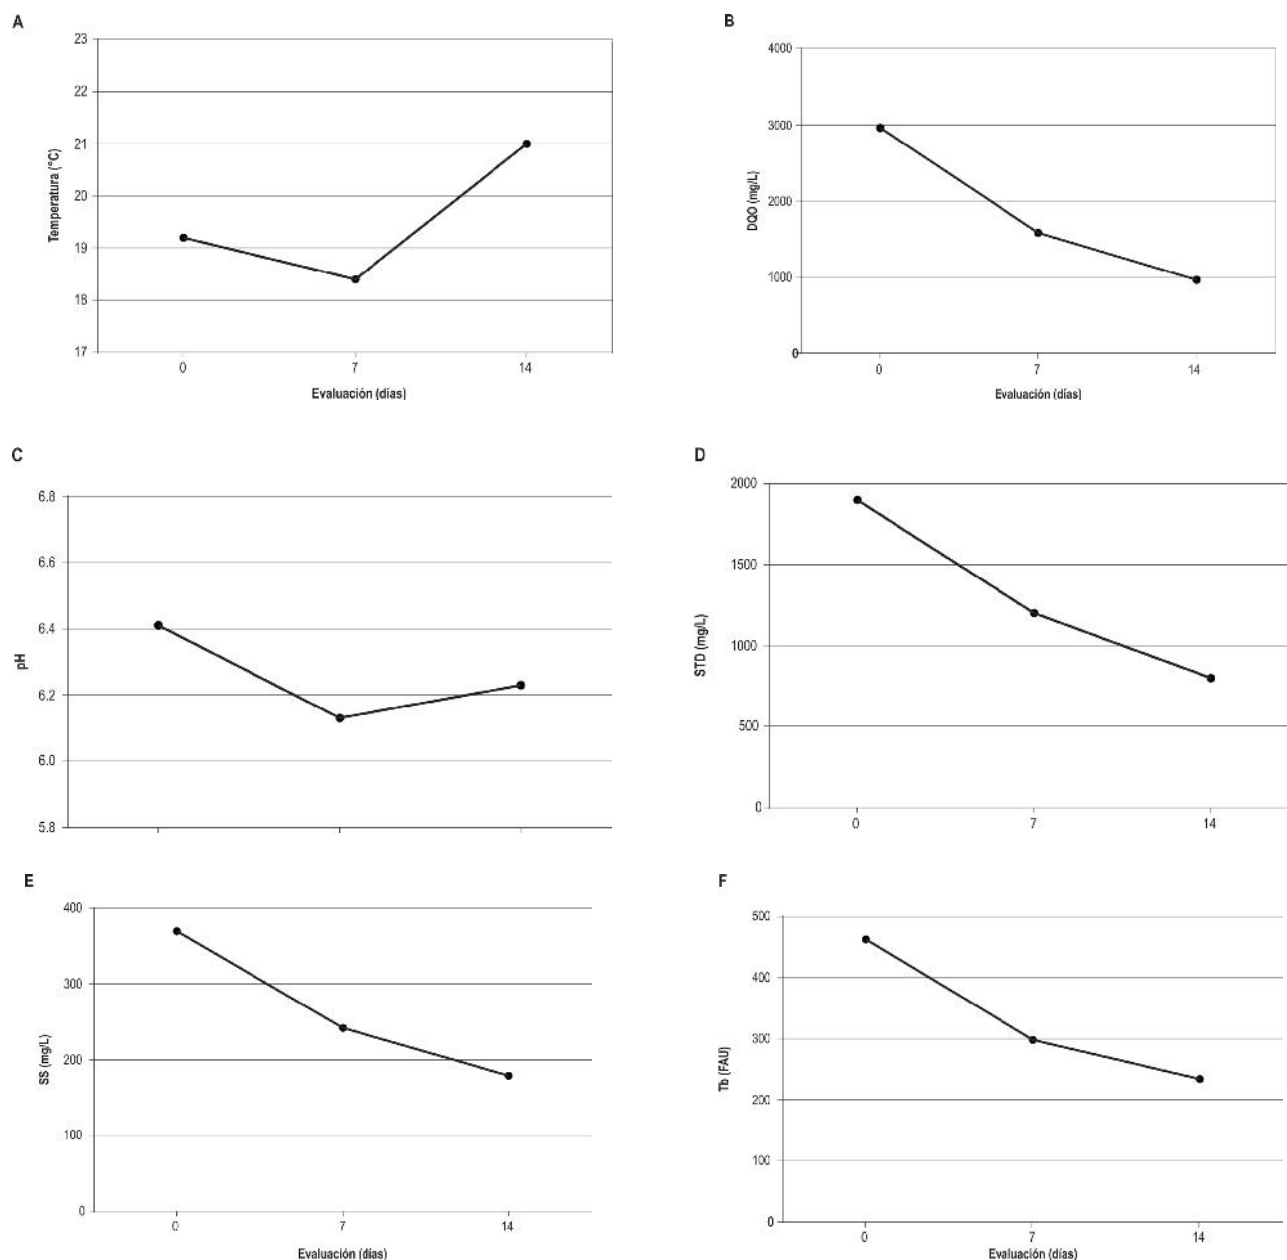 A
23
22
21
20
19
18
17
Temperatura (°C)
0 7 14
Evaluación (días)
B
4000
3000
2000
1000
0
DQO (mg/L)
0 7 14
Evaluación (días)
C
6.8
6.6
6.4
6.2
6.0
5.8
pH
D
2000
1500
1000
500
0
STD (mg/L)
0 7 14
E
400
300
200
100
0
SS (mg/L)
0 7 14
Evaluación (días)
F
500
400
300
200
100
0
Tb (FAU)
0 7 14
Evaluación (días)